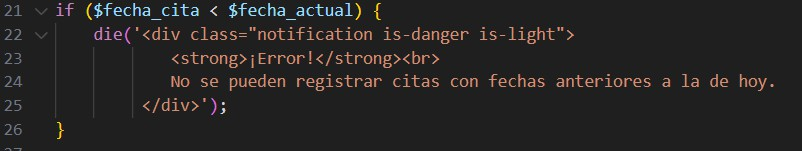 21 if ($fecha_cita < $fecha_actual) {
22 die('<div class="notification is-danger is-light">
23 <strong>¡Error!</strong><br>
24 No se pueden registrar citas con fechas anteriores a la de hoy.
25 </div>');
26 }